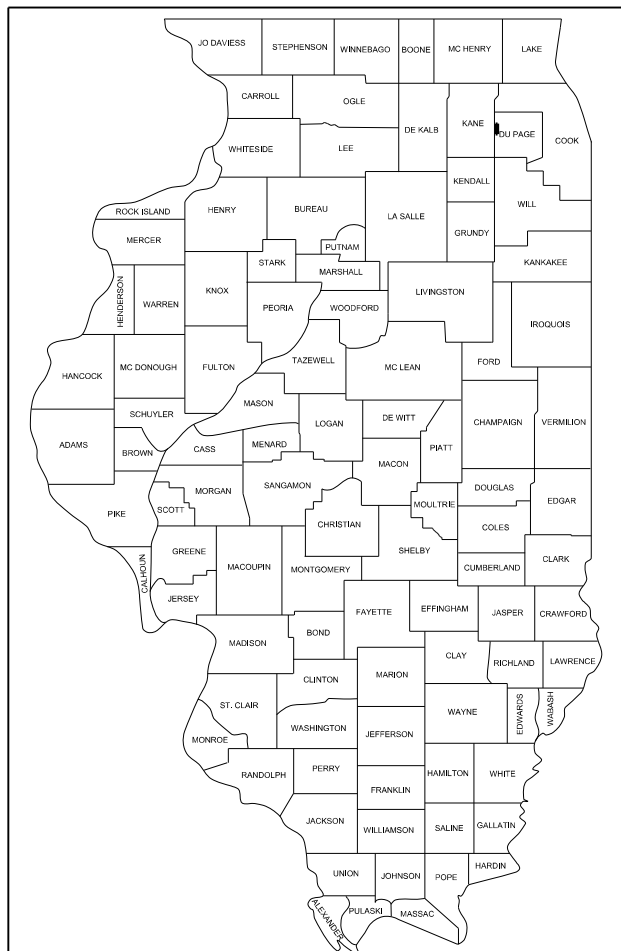 JO DAVIESS
STEPHENSON
WINNEBAGO
BOONE
MC HENRY
LAKE
CARROLL
OGLE
DE KALB
KANE
DU PAGE
COOK
WHITESIDE
LEE
KENDALL
ROCK ISLAND
HENRY
BUREAU
LA SALLE
WILL
MERCER
PUTNAM
GRUNDY
STARK
MARSHALL
KANKAKEE
HENDERSON
WARREN
KNOX
PEORIA
WOODFORD
LIVINGSTON
IROQUOIS
HANCOCK
MC DONOUGH
FULTON
TAZEWELL
MC LEAN
FORD
MASON
SCHUYLER
LOGAN
DE WITT
CHAMPAIGN
VERMILION
ADAMS
BROWN
CASS
MENARD
PIATT
MACON
MORGAN
SANGAMON
DOUGLAS
EDGAR
PIKE
SCOTT
CHRISTIAN
MOULTRIE
COLES
GREENE
MACOUPIN
MONTGOMERY
SHELBY
CUMBERLAND
CLARK
CALHOUN
JERSEY
FAYETTE
EFFINGHAM
JASPER
CRAWFORD
MADISON
BOND
CLAY
RICHLAND
LAWRENCE
CLINTON
MARION
ST. CLAIR
WAYNE
EDWARDS
WABASH
WASHINGTON
JEFFERSON
MONROE
RANDOLPH
PERRY
HAMILTON
WHITE
FRANKLIN
JACKSON
WILLIAMSON
SALINE
GALLATIN
UNION
JOHNSON
POPE
HARDIN
ALEXANDER
PULASKI
MASSAC